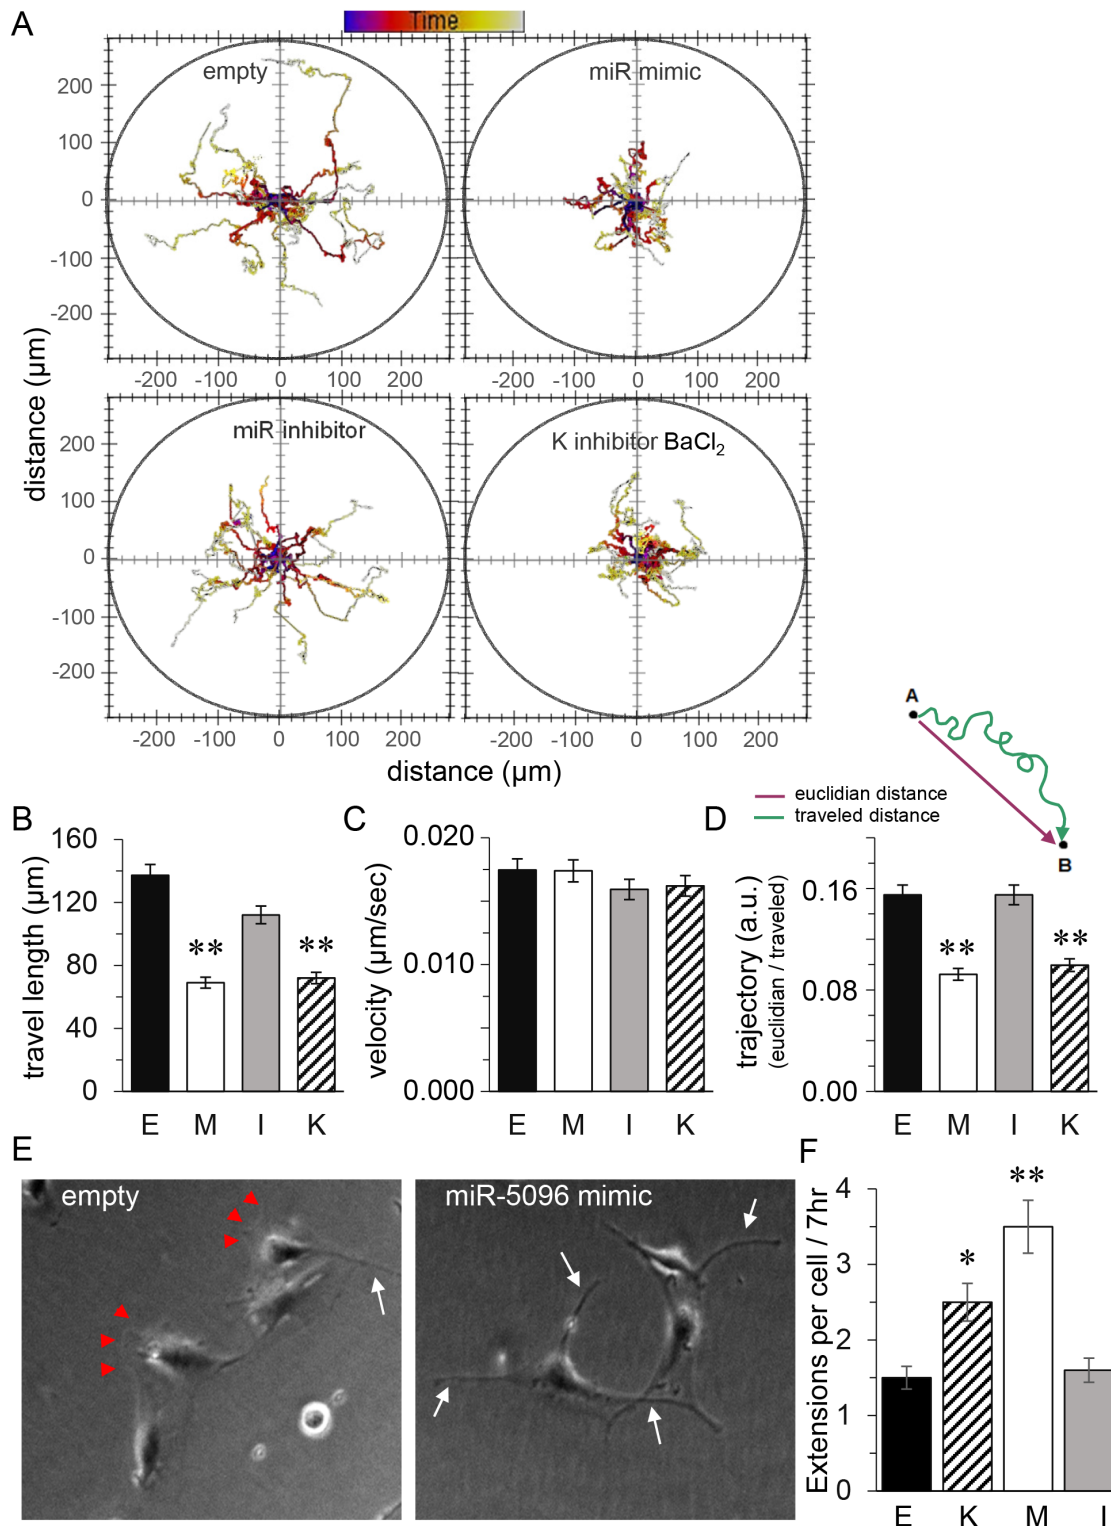 A
Time
empty
miR mimic
200
100
0
-100
-200
-200 -100 0 100 200
-200 -100 0 100 200
miR inhibitor
K inhibitor BaCl2
200
100
0
-100
-200
-200 -100 0 100 200
-200 -100 0 100 200
distance (µm)
distance (µm)
A
B
euclidian distance
traveled distance
B
travel length (µm)
160
120
80
40
0
**
**
E M I K
C
velocity (µm/sec)
0.020
0.010
0.000
E M I K
D
trajectory (a.u.)
(euclidian / traveled)
0.16
0.08
0.00
**
**
E M I K
E
empty
miR-5096 mimic
F
Extensions per cell / 7hr
4
3
2
1
0
*
**
E K M I